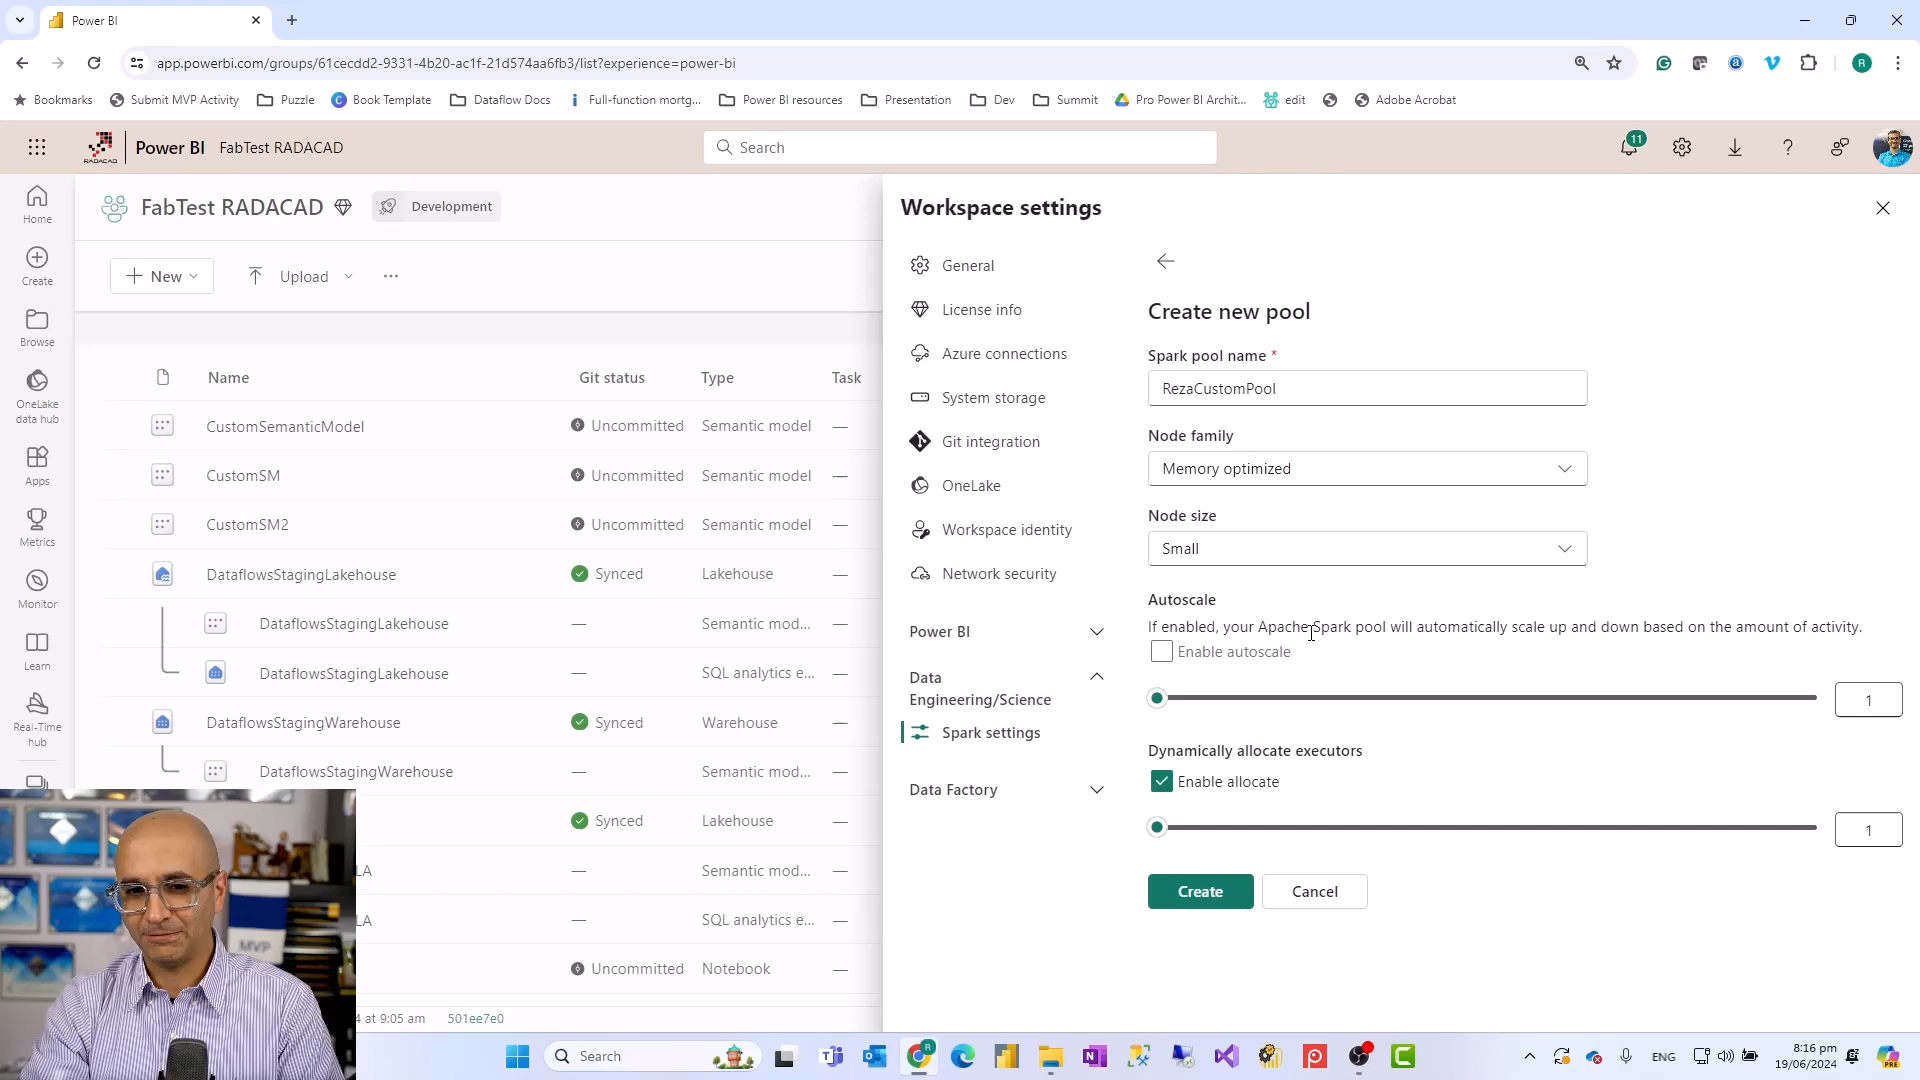 Power BI
app.powerbi.com/groups/61cecdd2-9331-4b20-ac1f-21d574aa6fb3/list?experience=power-bi
Bookmarks Submit MVP Activity Puzzle Book Template Dataflow Docs Full-function mortg... Power BI resources Presentation Dev Summit Pro Power BI Archit... edit Adobe Acrobat
RADACAD Power BI FabTest RADACAD Search 11
Home
Create
Browse
OneLake
data hub
Apps
Metrics
Monitor
Learn
Real-Time
hub
FabTest RADACAD Development
New Upload ...
Name Git status Type Task
CustomSemanticModel Uncommitted Semantic model —
CustomSM Uncommitted Semantic model —
CustomSM2 Uncommitted Semantic model —
DataflowsStagingLakehouse Synced Lakehouse —
DataflowsStagingLakehouse — Semantic mod... —
DataflowsStagingLakehouse — SQL analytics e... —
DataflowsStagingWarehouse Synced Warehouse —
DataflowsStagingWarehouse — Semantic mod... —
Synced Lakehouse —
LA — Semantic mod... —
LA — SQL analytics e... —
Uncommitted Notebook —
4 at 9:05 am 501ee7e0
MVP
Workspace settings
General
License info
Azure connections
System storage
Git integration
OneLake
Workspace identity
Network security
Power BI
Data
Engineering/Science
Spark settings
Data Factory
Create new pool
Spark pool name *
RezaCustomPool
Node family
Memory optimized
Node size
Small
Autoscale
If enabled, your Apache Spark pool will automatically scale up and down based on the amount of activity.
Enable autoscale
1
Dynamically allocate executors
Enable allocate
1
Create Cancel
Search
ENG
8:16 pm
19/06/2024
PRE